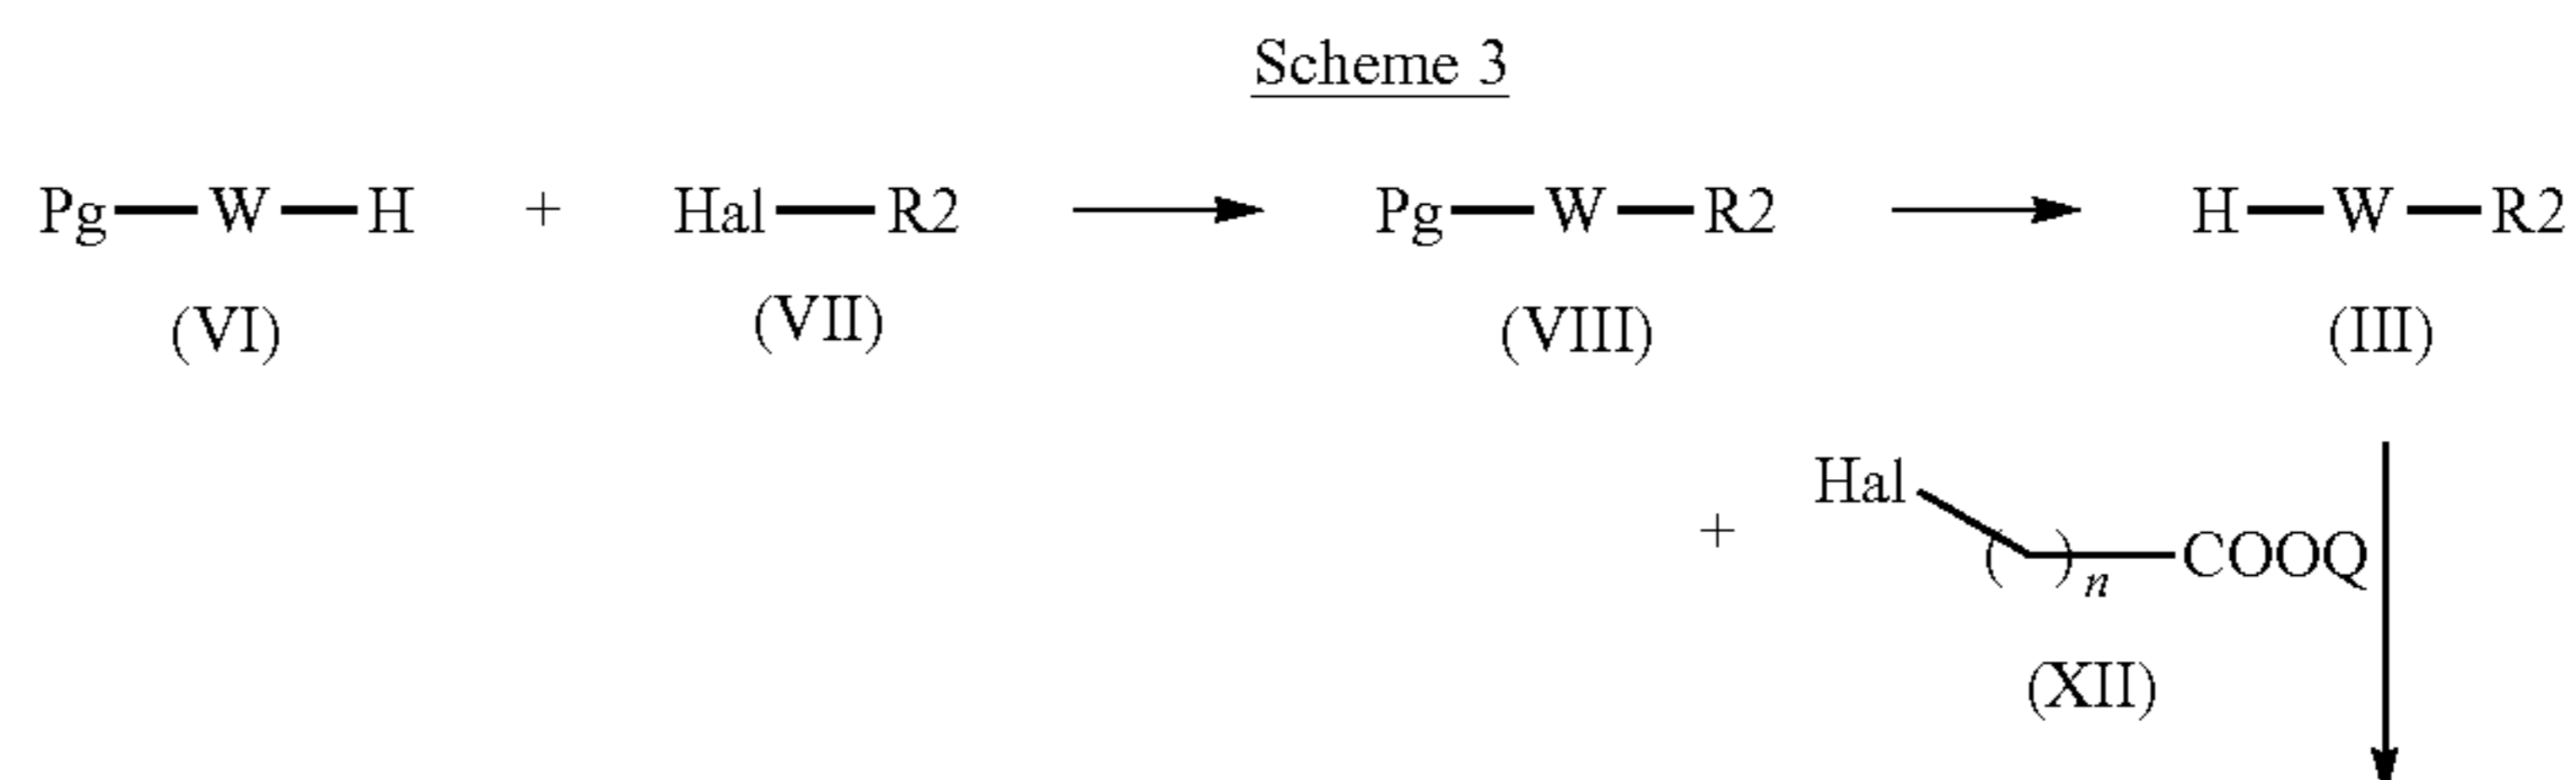 Scheme 3
Pg—W—H + Hal—R2 Pg—W—R2 H—W—R2
(VI) (VII) (VIII) (III)
Hal
+ ( )n COOQ
(XII)